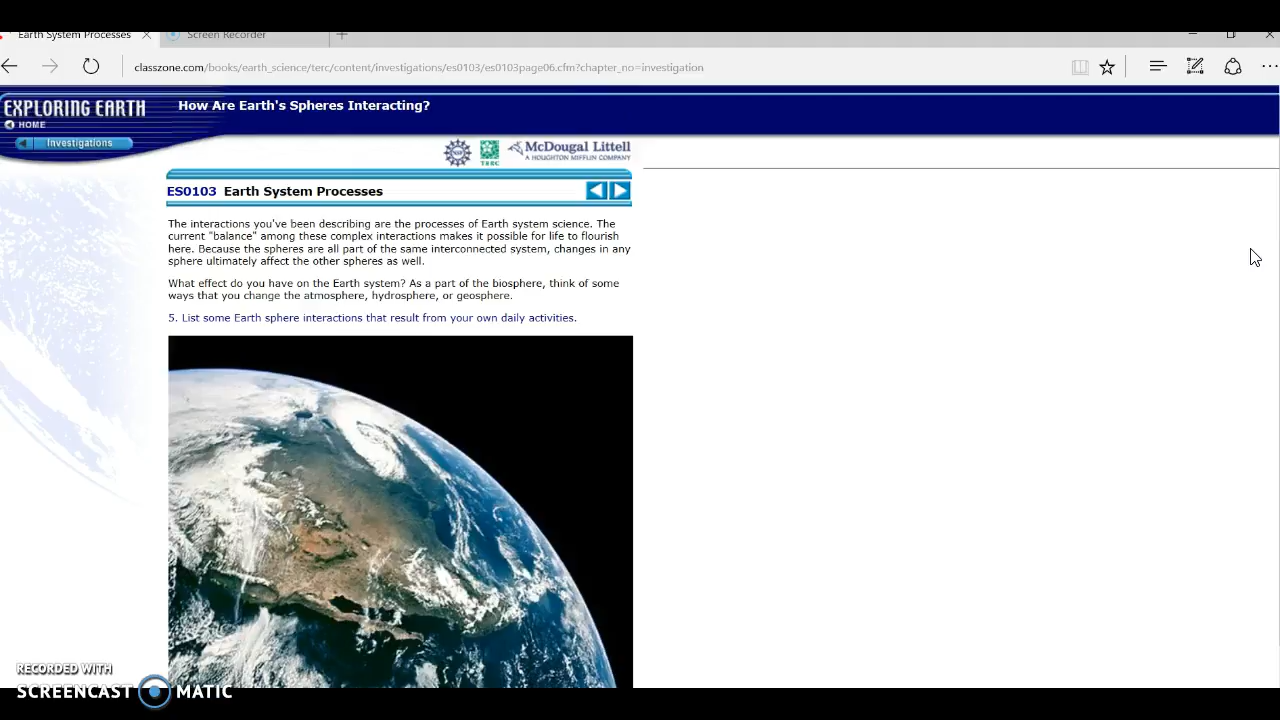 Earth System Processes
Screen Recorder
classzone.com/books/earth_science/terc/content/investigations/es0103/es0103page06.cfm?chapter_no=investigation
EXPLORING EARTH
How Are Earth's Spheres Interacting?
HOME
Investigations
NSF
TERC
McDougal Littell
A HOUGHTON MIFFLIN COMPANY
ES0103 Earth System Processes
The interactions you've been describing are the processes of Earth system science. The
current "balance" among these complex interactions makes it possible for life to flourish
here. Because the spheres are all part of the same interconnected system, changes in any
sphere ultimately affect the other spheres as well.
What effect do you have on the Earth system? As a part of the biosphere, think of some
ways that you change the atmosphere, hydrosphere, or geosphere.
5. List some Earth sphere interactions that result from your own daily activities.
RECORDED WITH
SCREENCAST MATIC